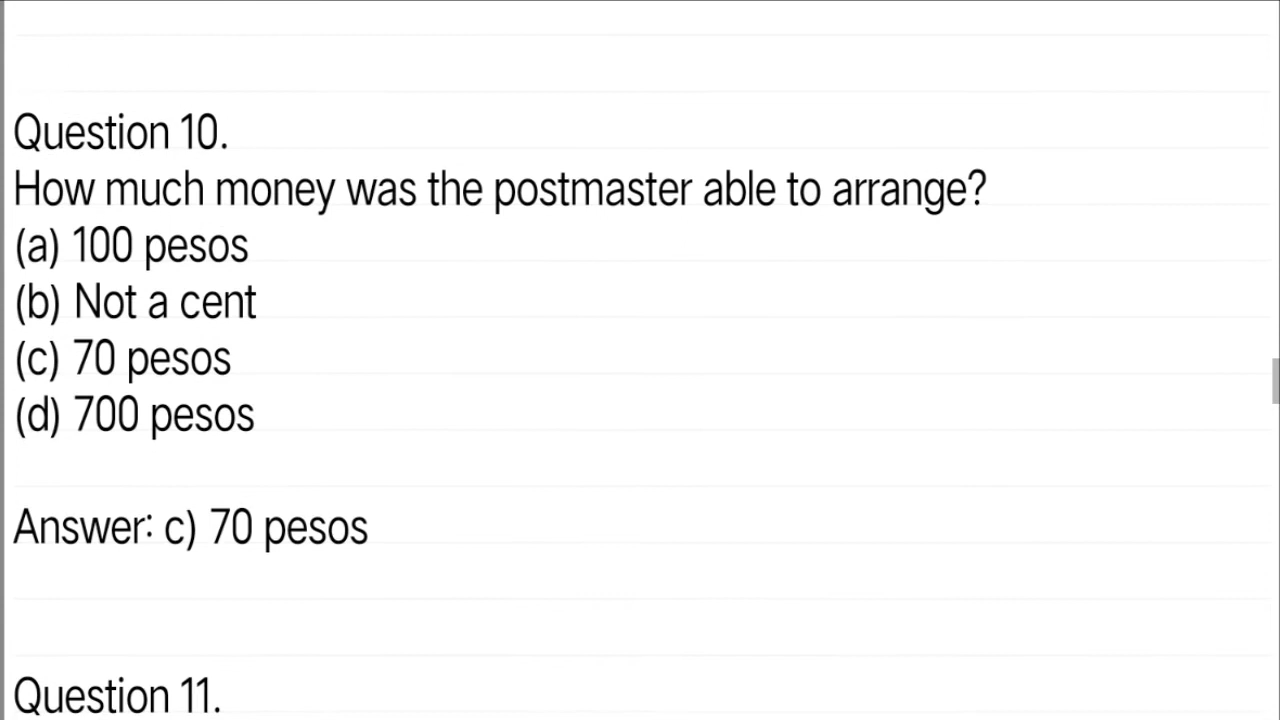 Question 10.
How much money was the postmaster able to arrange?
(a) 100 pesos
(b) Not a cent
(c) 70 pesos
(d) 700 pesos
Answer: c) 70 pesos
Question 11.